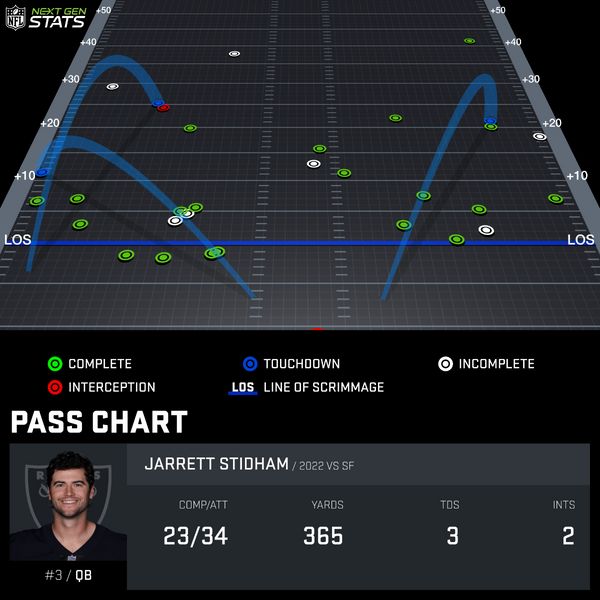 NFL NEXT GEN
STATS
+50 +50
+40 +40
+30 +30
+20 +20
+10 +10
LOS LOS
COMPLETE TOUCHDOWN INCOMPLETE
INTERCEPTION LOS LINE OF SCRIMMAGE
PASS CHART
JARRETT STIDHAM / 2022 VS SF
COMP/ATT YARDS TDS INTS
23/34 365 3 2
#3 / QB